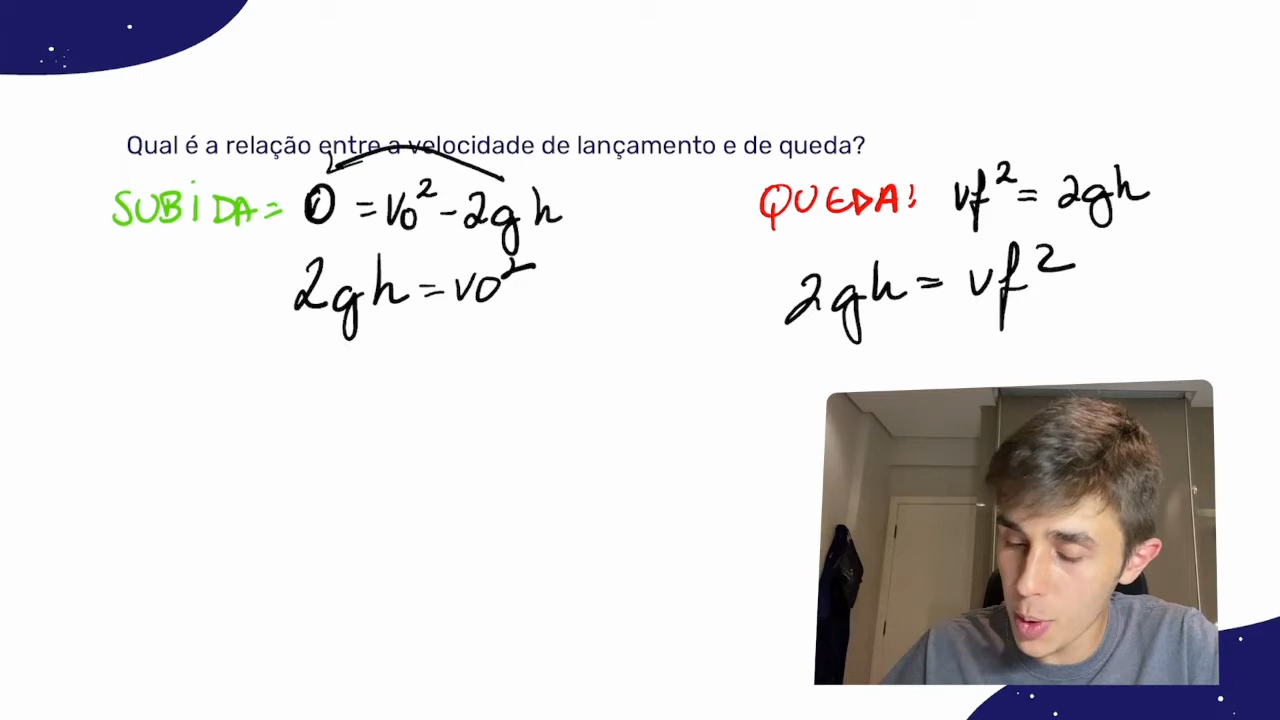 Qual é a relação entre a velocidade de lançamento e de queda?
SUBIDA= 0 = vo² - 2gh
QUEDA: vf² = 2gh
2gh = vo²
2gh = vf²